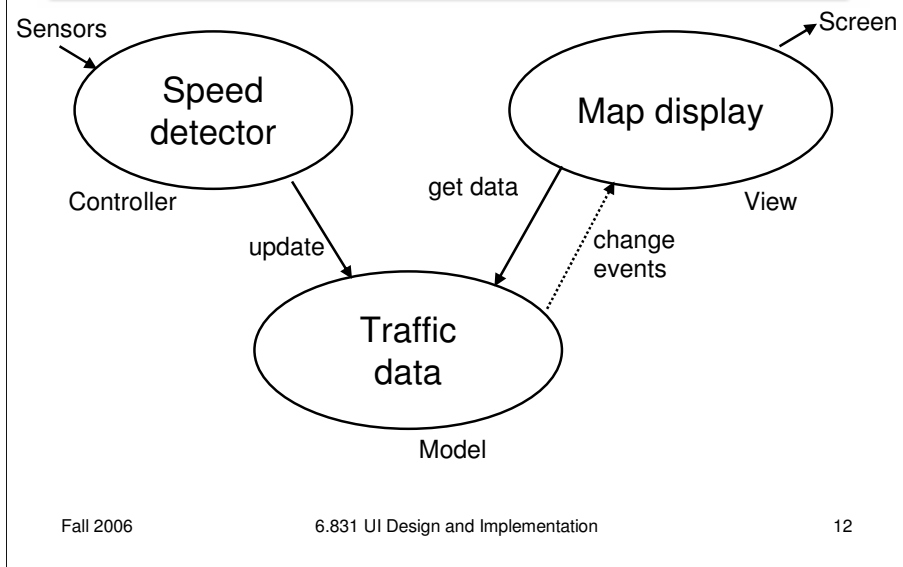 Sensors
Screen
Speed
detector
Map display
Controller
get data
View
update
change
events
Traffic
data
Model
Fall 2006
6.831 UI Design and Implementation
12